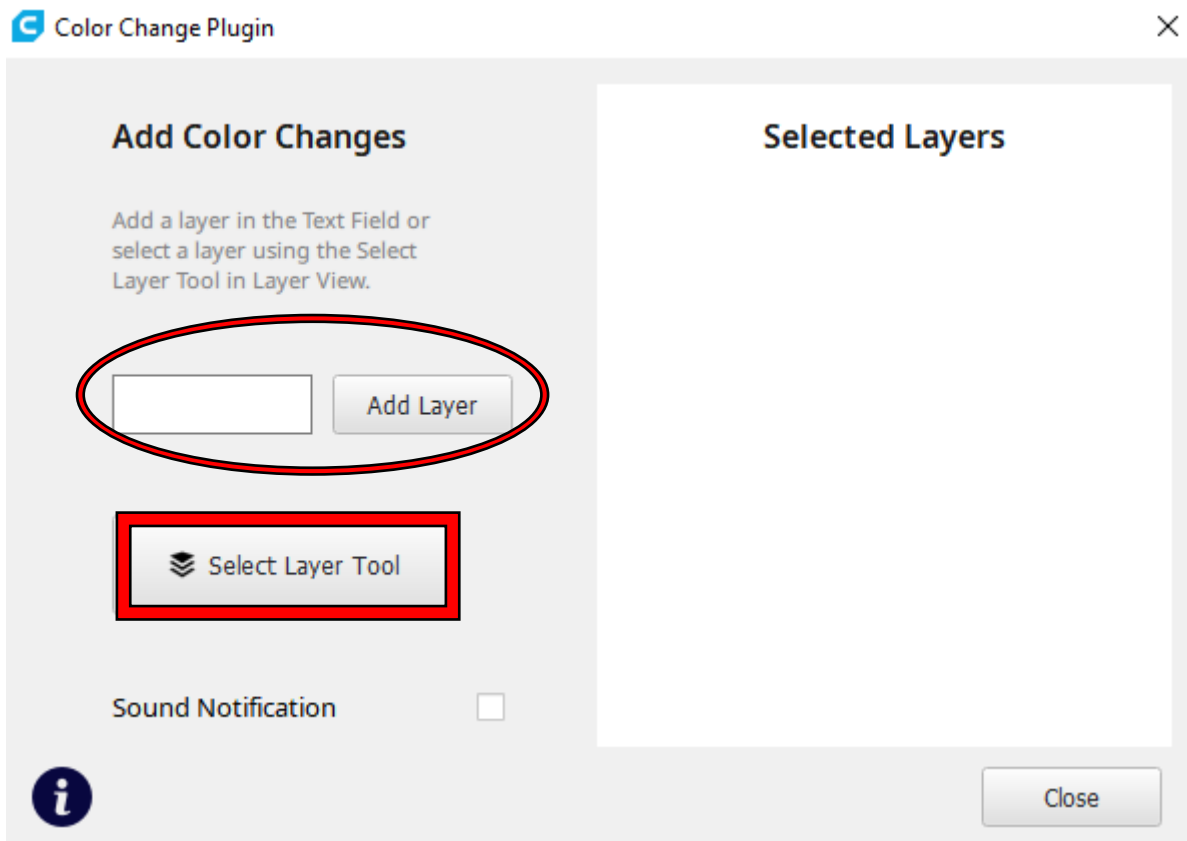 Color Change Plugin
Add Color Changes
Add a layer in the Text Field or
select a layer using the Select
Layer Tool in Layer View.
Add Layer
Select Layer Tool
Sound Notification
Selected Layers
Close